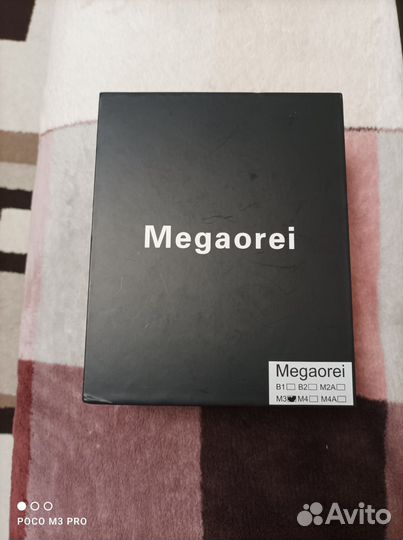 Megaorei
Megaorei
B1 B2 M2A
M3 M4 M4A
POCO M3 PRO
Avito